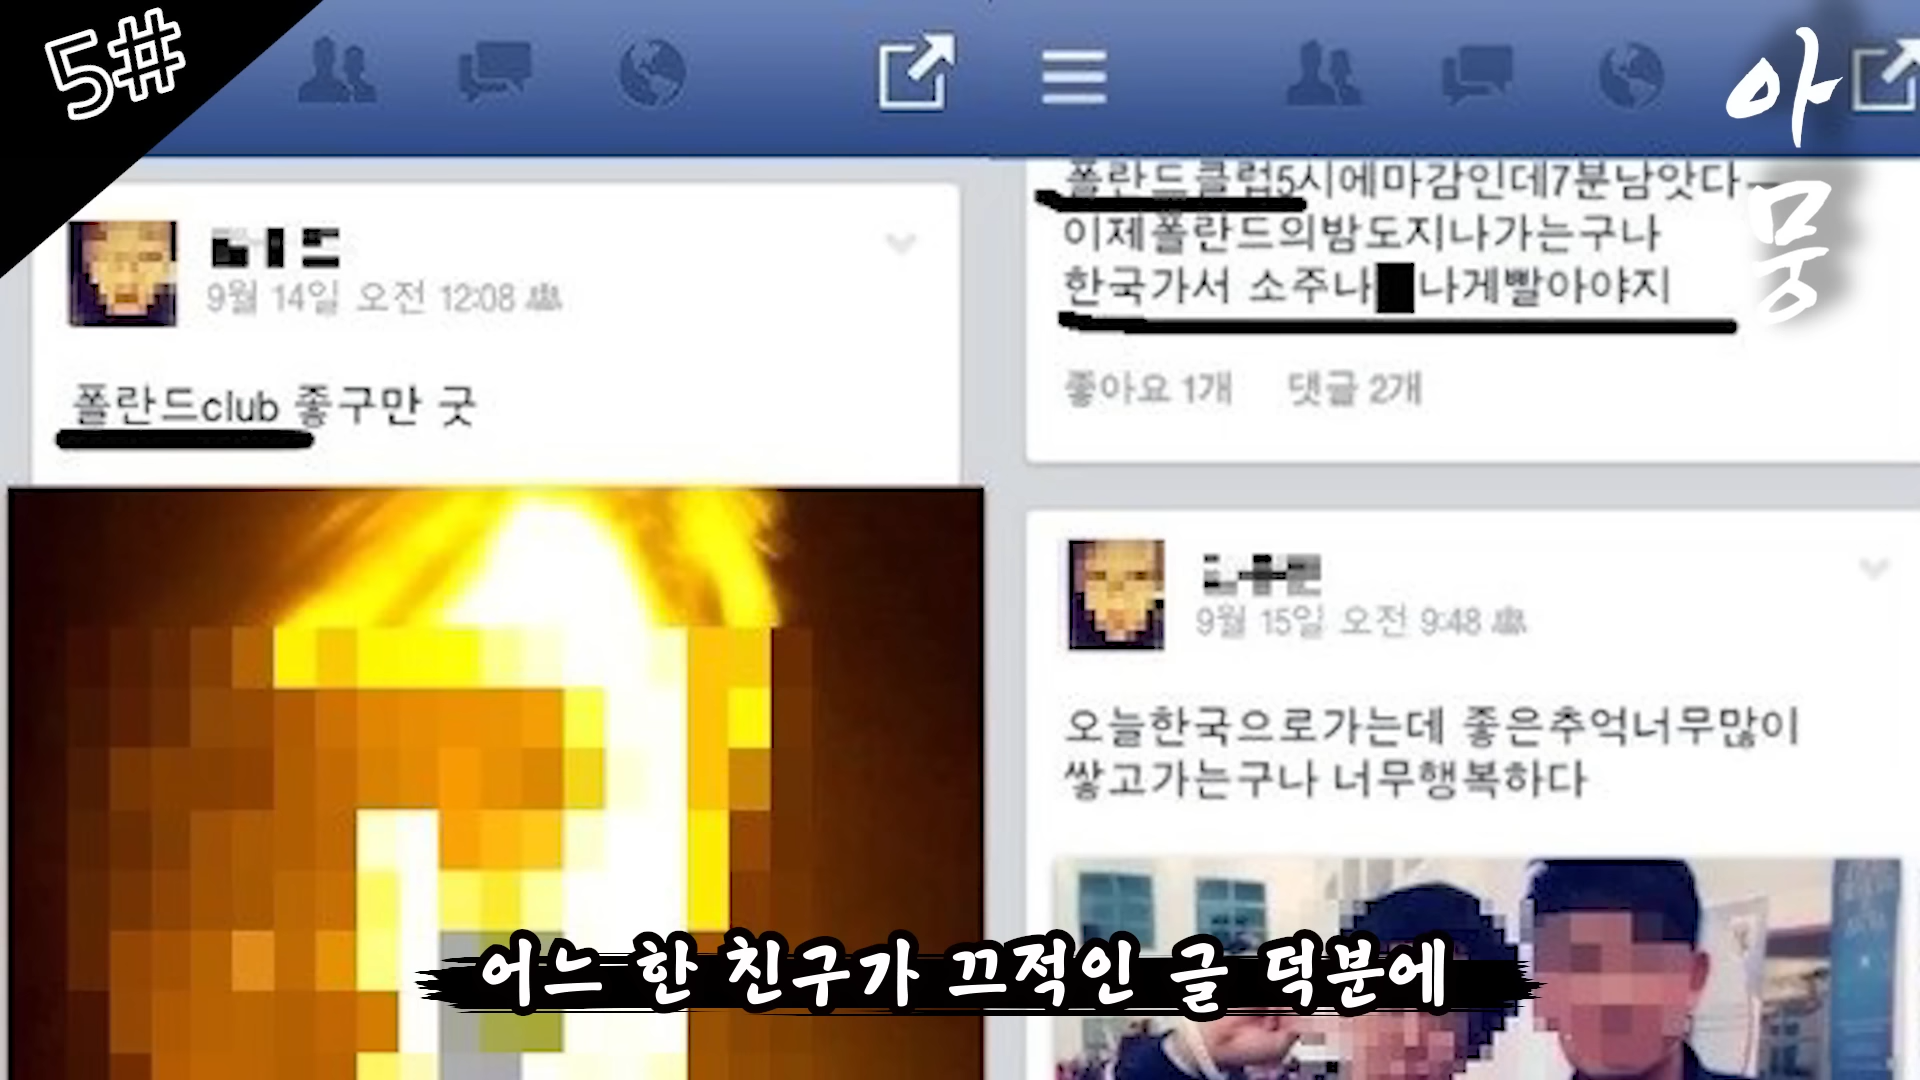 5#
9월 14일 오전 12:08
폴란드club 좋구만 굿
폴란드클럽5시에마감인데7분남앗다
이제폴란드의밤도지나가는구나
한국가서 소주나 나게빨아야지
좋아요 1개 댓글 2개
9월 15일 오전 9:48
오늘한국으로가는데 좋은추억너무많이
쌓고가는구나 너무행복하다
아뭉
어느 한 친구가 끄적인 글 덕분에